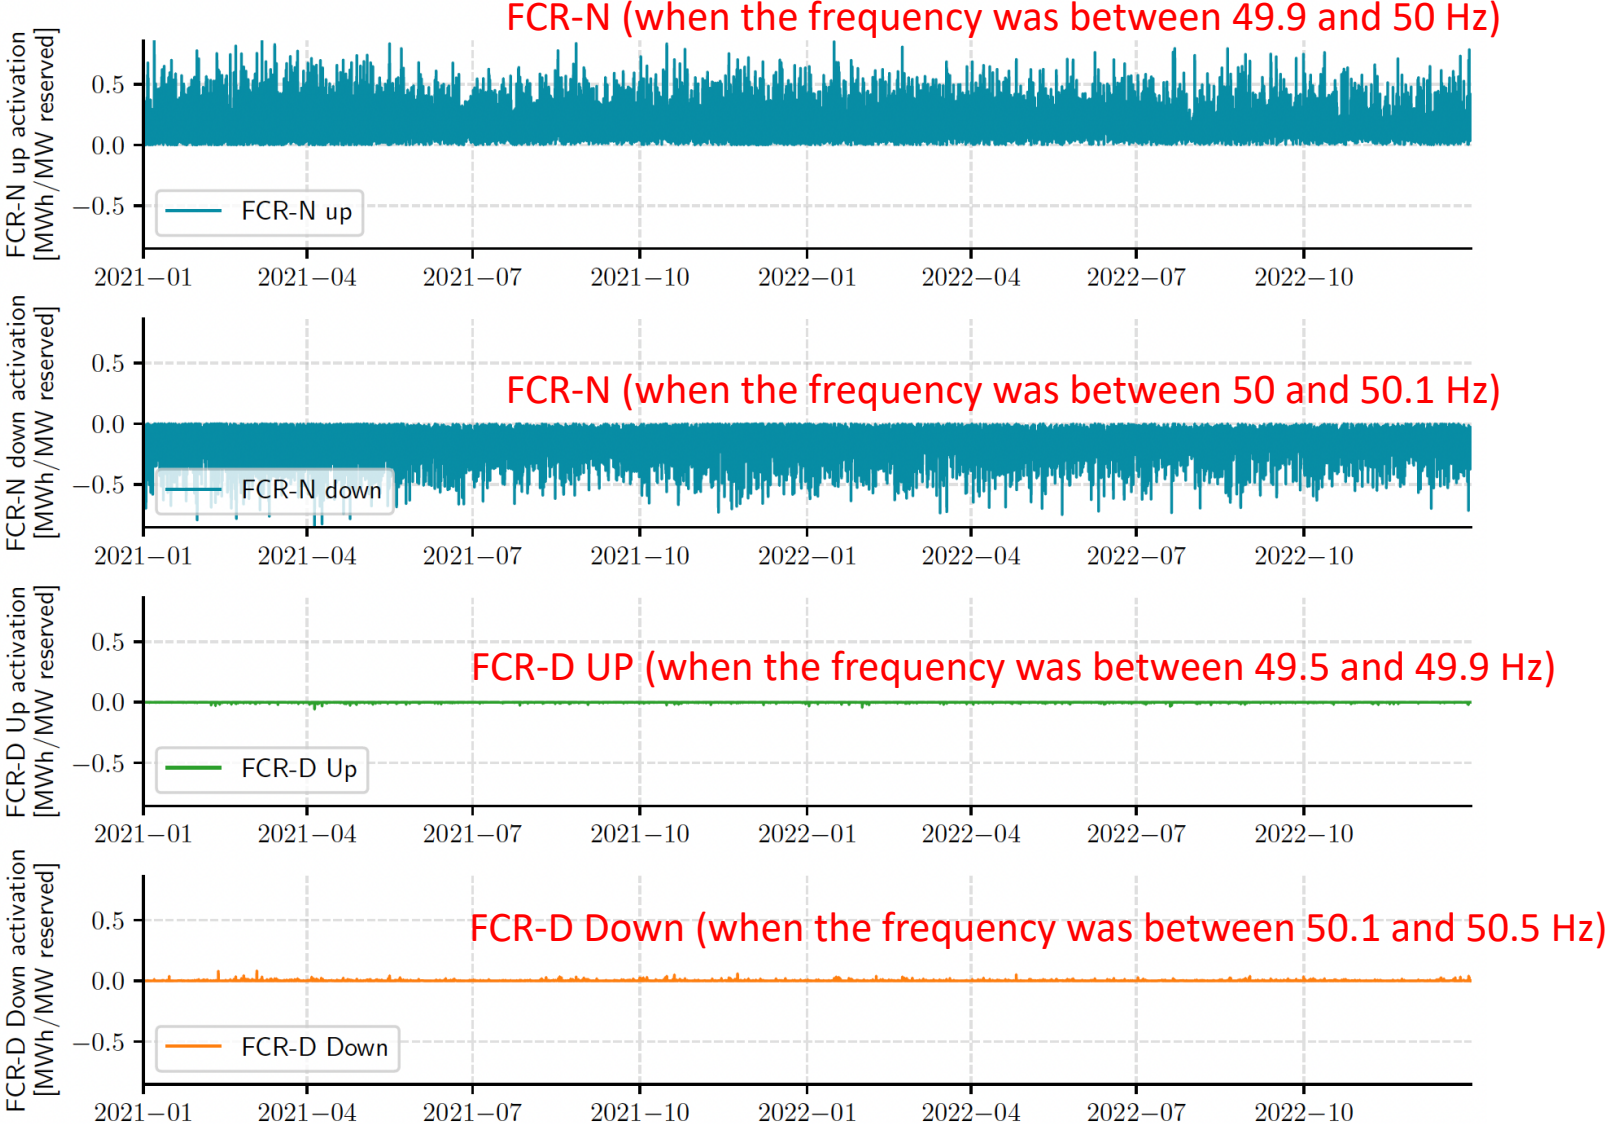 FCR-N (when the frequency was between 49.9 and 50 Hz)
FCR-N up activation
[MWh/MW reserved]
0.5
0.0
−0.5
FCR-N up
2021−01 2021−04 2021−07 2021−10 2022−01 2022−04 2022−07 2022−10
FCR-N down activation
[MWh/MW reserved]
0.5
FCR-N (when the frequency was between 50 and 50.1 Hz)
0.0
−0.5
FCR-N down
2021−01 2021−04 2021−07 2021−10 2022−01 2022−04 2022−07 2022−10
FCR-D Up activation
[MWh/MW reserved]
0.5
FCR-D UP (when the frequency was between 49.5 and 49.9 Hz)
0.0
−0.5
FCR-D Up
2021−01 2021−04 2021−07 2021−10 2022−01 2022−04 2022−07 2022−10
FCR-D Down activation
[MWh/MW reserved]
0.5
FCR-D Down (when the frequency was between 50.1 and 50.5 Hz)
0.0
−0.5
FCR-D Down
2021−01 2021−04 2021−07 2021−10 2022−01 2022−04 2022−07 2022−10